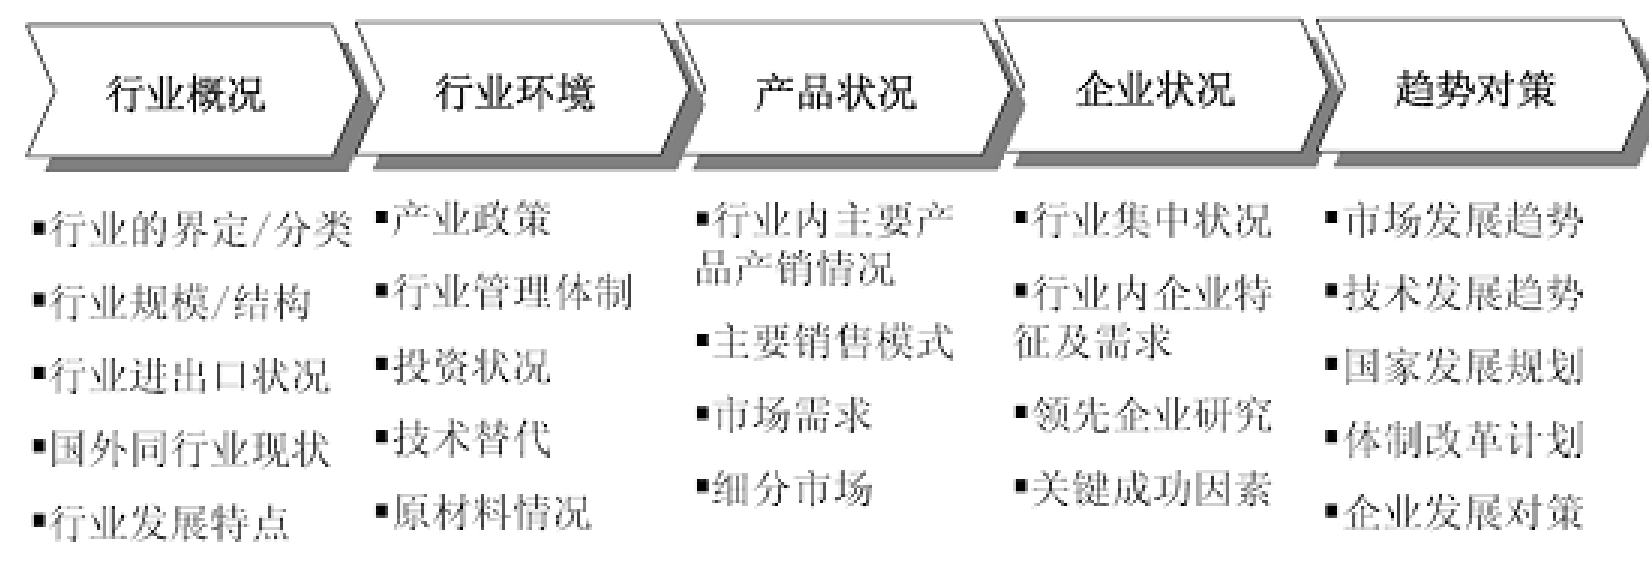 行业概况
行业环境
产品状况
企业状况
趋势对策
▪行业的界定/分类
▪行业规模/结构
▪行业进出口状况
▪国外同行业现状
▪行业发展特点
▪产业政策
▪行业管理体制
▪投资状况
▪技术替代
▪原材料情况
▪行业内主要产
品产销情况
▪主要销售模式
▪市场需求
▪细分市场
▪行业集中状况
▪行业内企业特
征及需求
▪领先企业研究
▪关键成功因素
▪市场发展趋势
▪技术发展趋势
▪国家发展规划
▪体制改革计划
▪企业发展对策